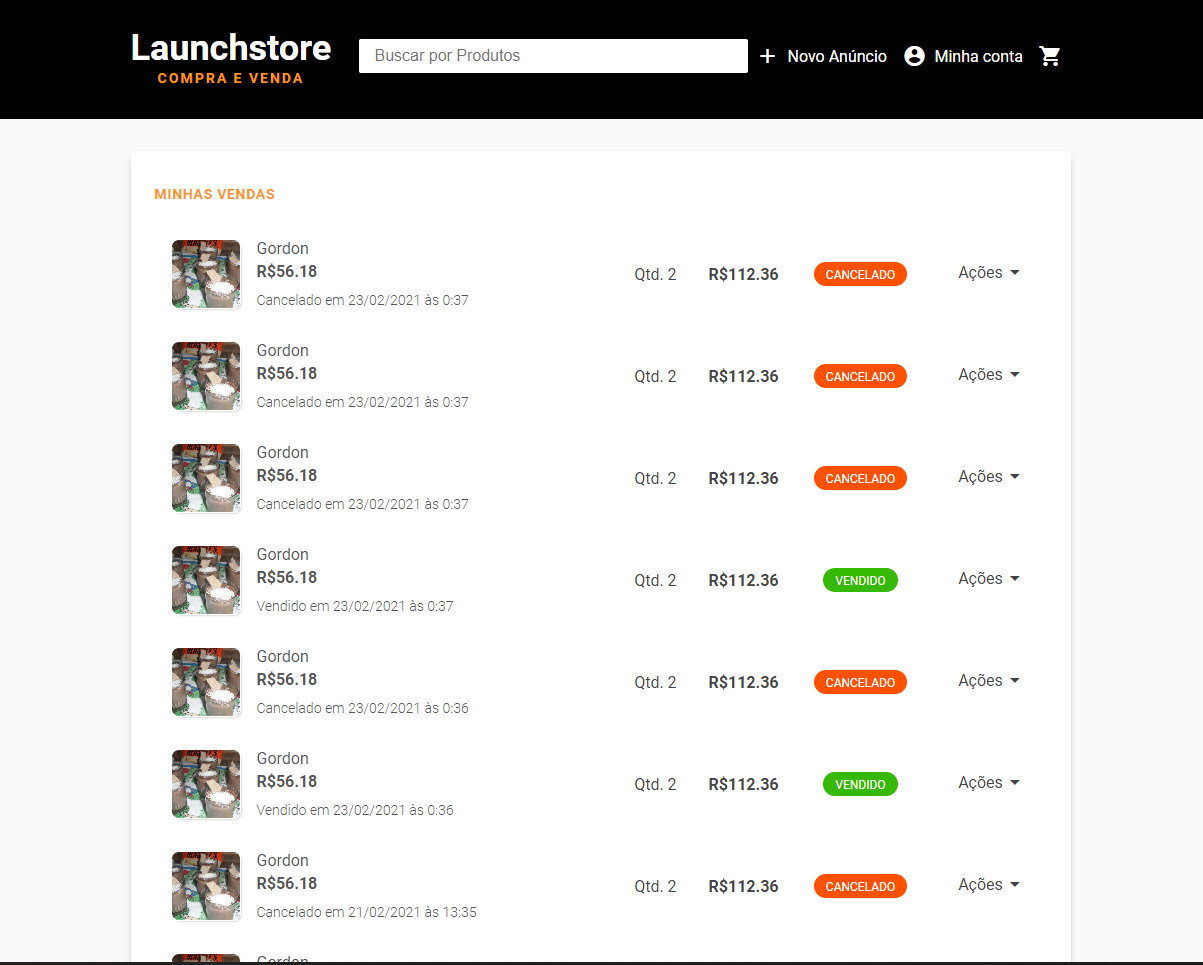 Launchstore
COMPRA E VENDA
Buscar por Produtos
Novo Anúncio
Minha conta
MINHAS VENDAS
Gordon
R$56.18
Cancelado em 23/02/2021 às 0:37
Qtd. 2
R$112.36
CANCELADO
Ações
Gordon
R$56.18
Cancelado em 23/02/2021 às 0:37
Qtd. 2
R$112.36
CANCELADO
Ações
Gordon
R$56.18
Cancelado em 23/02/2021 às 0:37
Qtd. 2
R$112.36
CANCELADO
Ações
Gordon
R$56.18
Vendido em 23/02/2021 às 0:37
Qtd. 2
R$112.36
VENDIDO
Ações
Gordon
R$56.18
Cancelado em 23/02/2021 às 0:36
Qtd. 2
R$112.36
CANCELADO
Ações
Gordon
R$56.18
Vendido em 23/02/2021 às 0:36
Qtd. 2
R$112.36
VENDIDO
Ações
Gordon
R$56.18
Cancelado em 21/02/2021 às 13:35
Qtd. 2
R$112.36
CANCELADO
Ações
Gordon